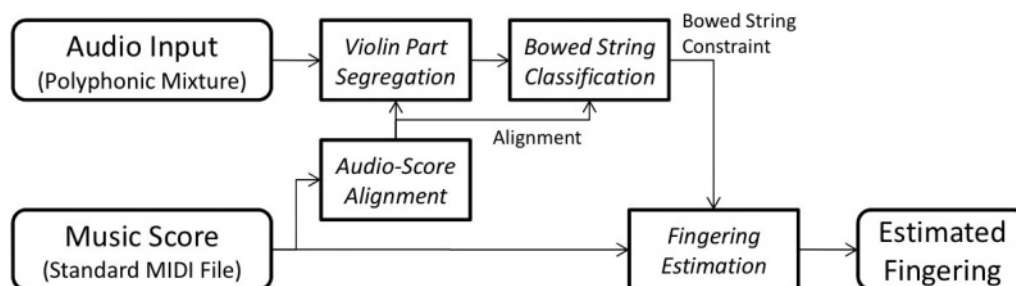 Audio Input
(Polyphonic Mixture)
Violin Part
Segregation
Bowed String
Classification
Bowed String
Constraint
Alignment
Audio-Score
Alignment
Music Score
(Standard MIDI File)
Fingering
Estimation
Estimated
Fingering